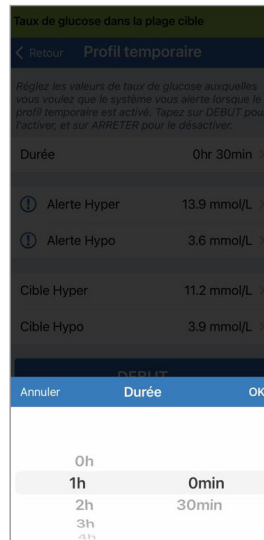 Taux de glucose dans la plage cible
< Retour Profil temporaire
Réglez les valeurs de taux de glucose auxquelles
vous voulez que le système vous alerte lorsque le
profil temporaire est activé. Tapez sur DEBUT pou
l'activer, et sur ARRETER pour le désactiver.
Durée 0hr 30min >
! Alerte Hyper 13.9 mmol/L >
! Alerte Hypo 3.6 mmol/L >
Cible Hyper 11.2 mmol/L >
Cible Hypo 3.9 mmol/L >
DEBUT
Annuler Durée OK
0h
1h 0min
2h 30min
3h
4h